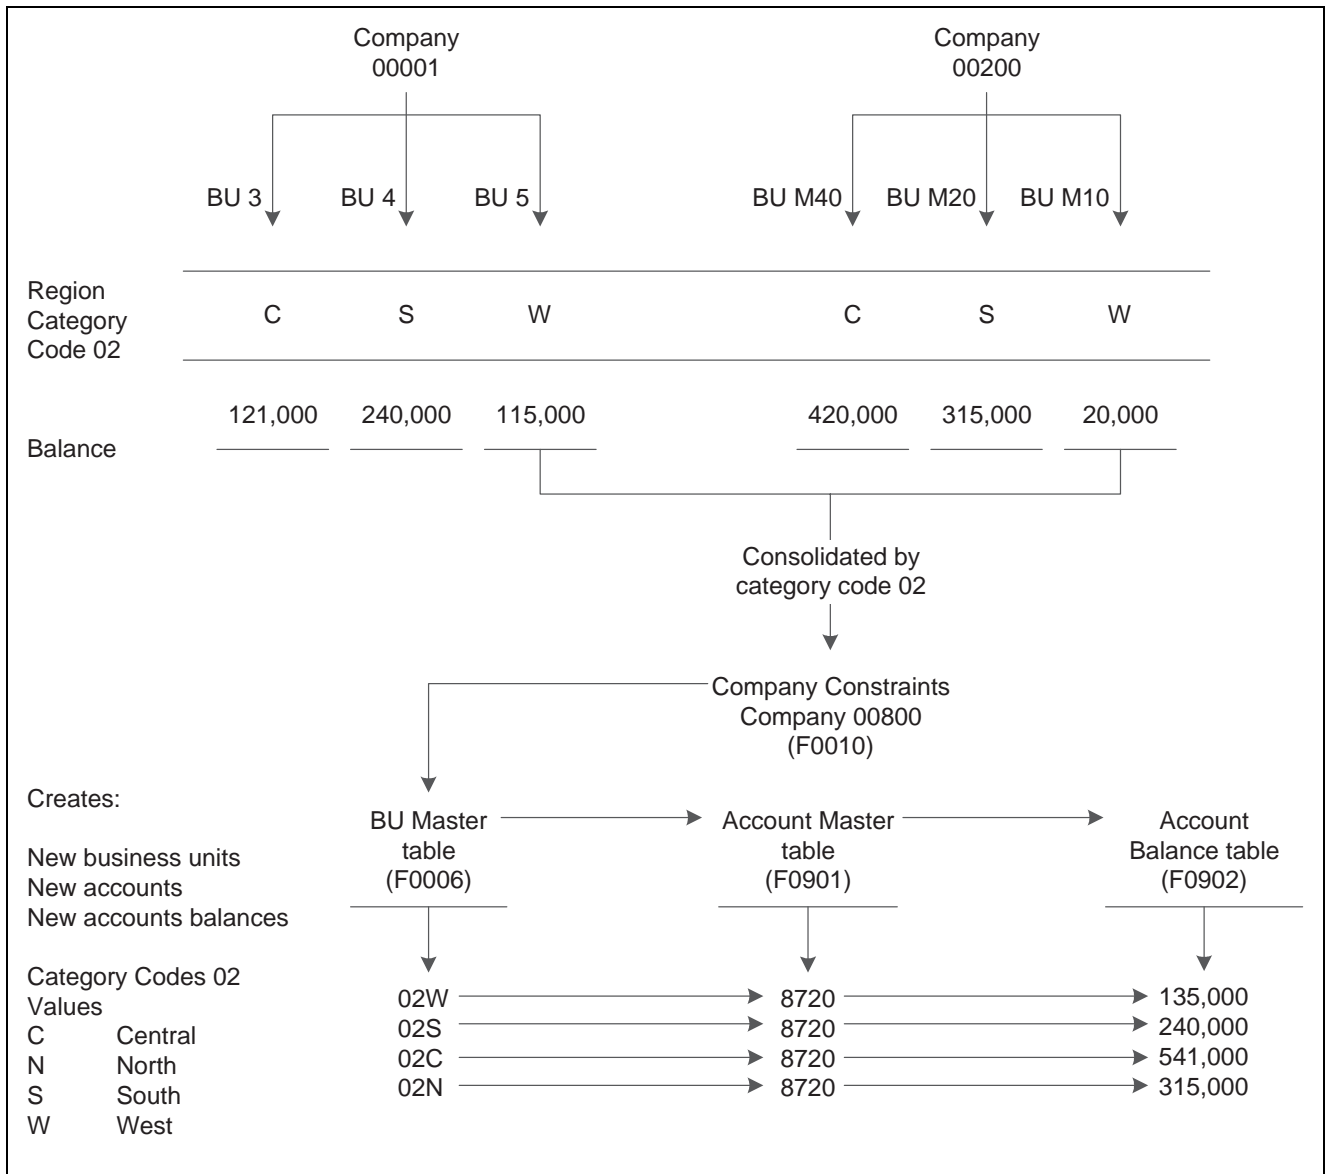 Company
00001
Company
00200
BU 3
BU 4
BU 5
BU M40
BU M20
BU M10
Region
Category
Code 02
C
S
W
C
S
W
121,000
240,000
115,000
420,000
315,000
20,000
Balance
Consolidated by
category code 02
Company Constraints
Company 00800
(F0010)
Creates:
New business units
New accounts
New accounts balances
BU Master
table
(F0006)
Account Master
table
(F0901)
Account
Balance table
(F0902)
Category Codes 02
Values
C Central
N North
S South
W West
02W 8720 135,000
02S 8720 240,000
02C 8720 541,000
02N 8720 315,000